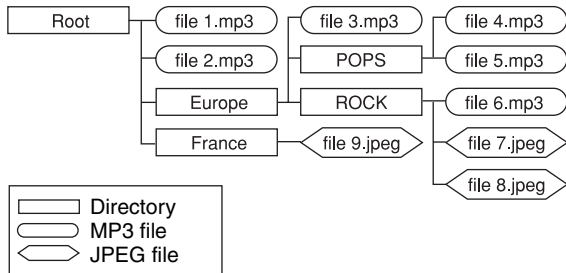 Root file 1.mp3 file 3.mp3 file 4.mp3
file 2.mp3 POPS file 5.mp3
Europe ROCK file 6.mp3
France file 9.jpeg file 7.jpeg
file 8.jpeg
Directory
MP3 file
JPEG file